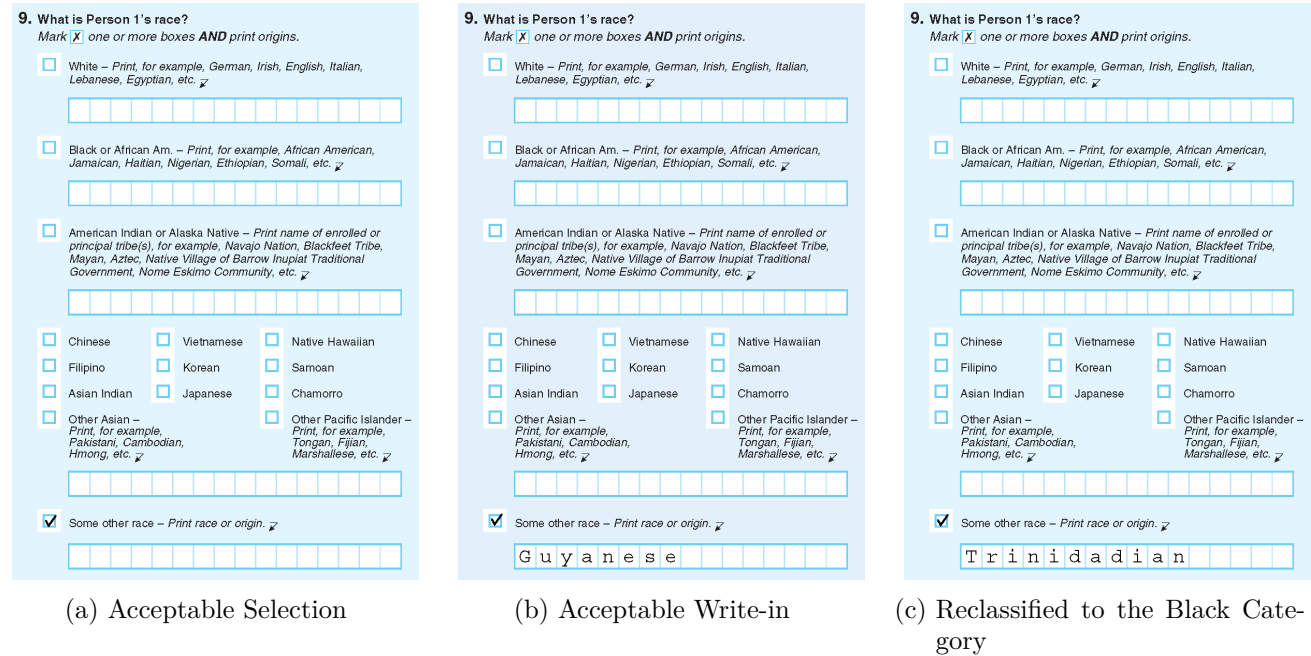 9. What is Person 1's race?
Mark ✗ one or more boxes AND print origins.
White – Print, for example, German, Irish, English, Italian,
Lebanese, Egyptian, etc.
Black or African Am. – Print, for example, African American,
Jamaican, Haitian, Nigerian, Ethiopian, Somali, etc.
American Indian or Alaska Native – Print name of enrolled or
principal tribe(s), for example, Navajo Nation, Blackfeet Tribe,
Mayan, Aztec, Native Village of Barrow Inupiat Traditional
Government, Nome Eskimo Community, etc.
Chinese Vietnamese Native Hawaiian
Filipino Korean Samoan
Asian Indian Japanese Chamorro
Other Asian –
Print, for example,
Pakistani, Cambodian,
Hmong, etc.
Other Pacific Islander –
Print, for example,
Tongan, Fijian,
Marshallese, etc.
Some other race – Print race or origin.
(a) Acceptable Selection
9. What is Person 1's race?
Mark ✗ one or more boxes AND print origins.
White – Print, for example, German, Irish, English, Italian,
Lebanese, Egyptian, etc.
Black or African Am. – Print, for example, African American,
Jamaican, Haitian, Nigerian, Ethiopian, Somali, etc.
American Indian or Alaska Native – Print name of enrolled or
principal tribe(s), for example, Navajo Nation, Blackfeet Tribe,
Mayan, Aztec, Native Village of Barrow Inupiat Traditional
Government, Nome Eskimo Community, etc.
Chinese Vietnamese Native Hawaiian
Filipino Korean Samoan
Asian Indian Japanese Chamorro
Other Asian –
Print, for example,
Pakistani, Cambodian,
Hmong, etc.
Other Pacific Islander –
Print, for example,
Tongan, Fijian,
Marshallese, etc.
Some other race – Print race or origin.
Guyanese
(b) Acceptable Write-in
9. What is Person 1's race?
Mark ✗ one or more boxes AND print origins.
White – Print, for example, German, Irish, English, Italian,
Lebanese, Egyptian, etc.
Black or African Am. – Print, for example, African American,
Jamaican, Haitian, Nigerian, Ethiopian, Somali, etc.
American Indian or Alaska Native – Print name of enrolled or
principal tribe(s), for example, Navajo Nation, Blackfeet Tribe,
Mayan, Aztec, Native Village of Barrow Inupiat Traditional
Government, Nome Eskimo Community, etc.
Chinese Vietnamese Native Hawaiian
Filipino Korean Samoan
Asian Indian Japanese Chamorro
Other Asian –
Print, for example,
Pakistani, Cambodian,
Hmong, etc.
Other Pacific Islander –
Print, for example,
Tongan, Fijian,
Marshallese, etc.
Some other race – Print race or origin.
Trinidadian
(c) Reclassified to the Black Cate-
gory